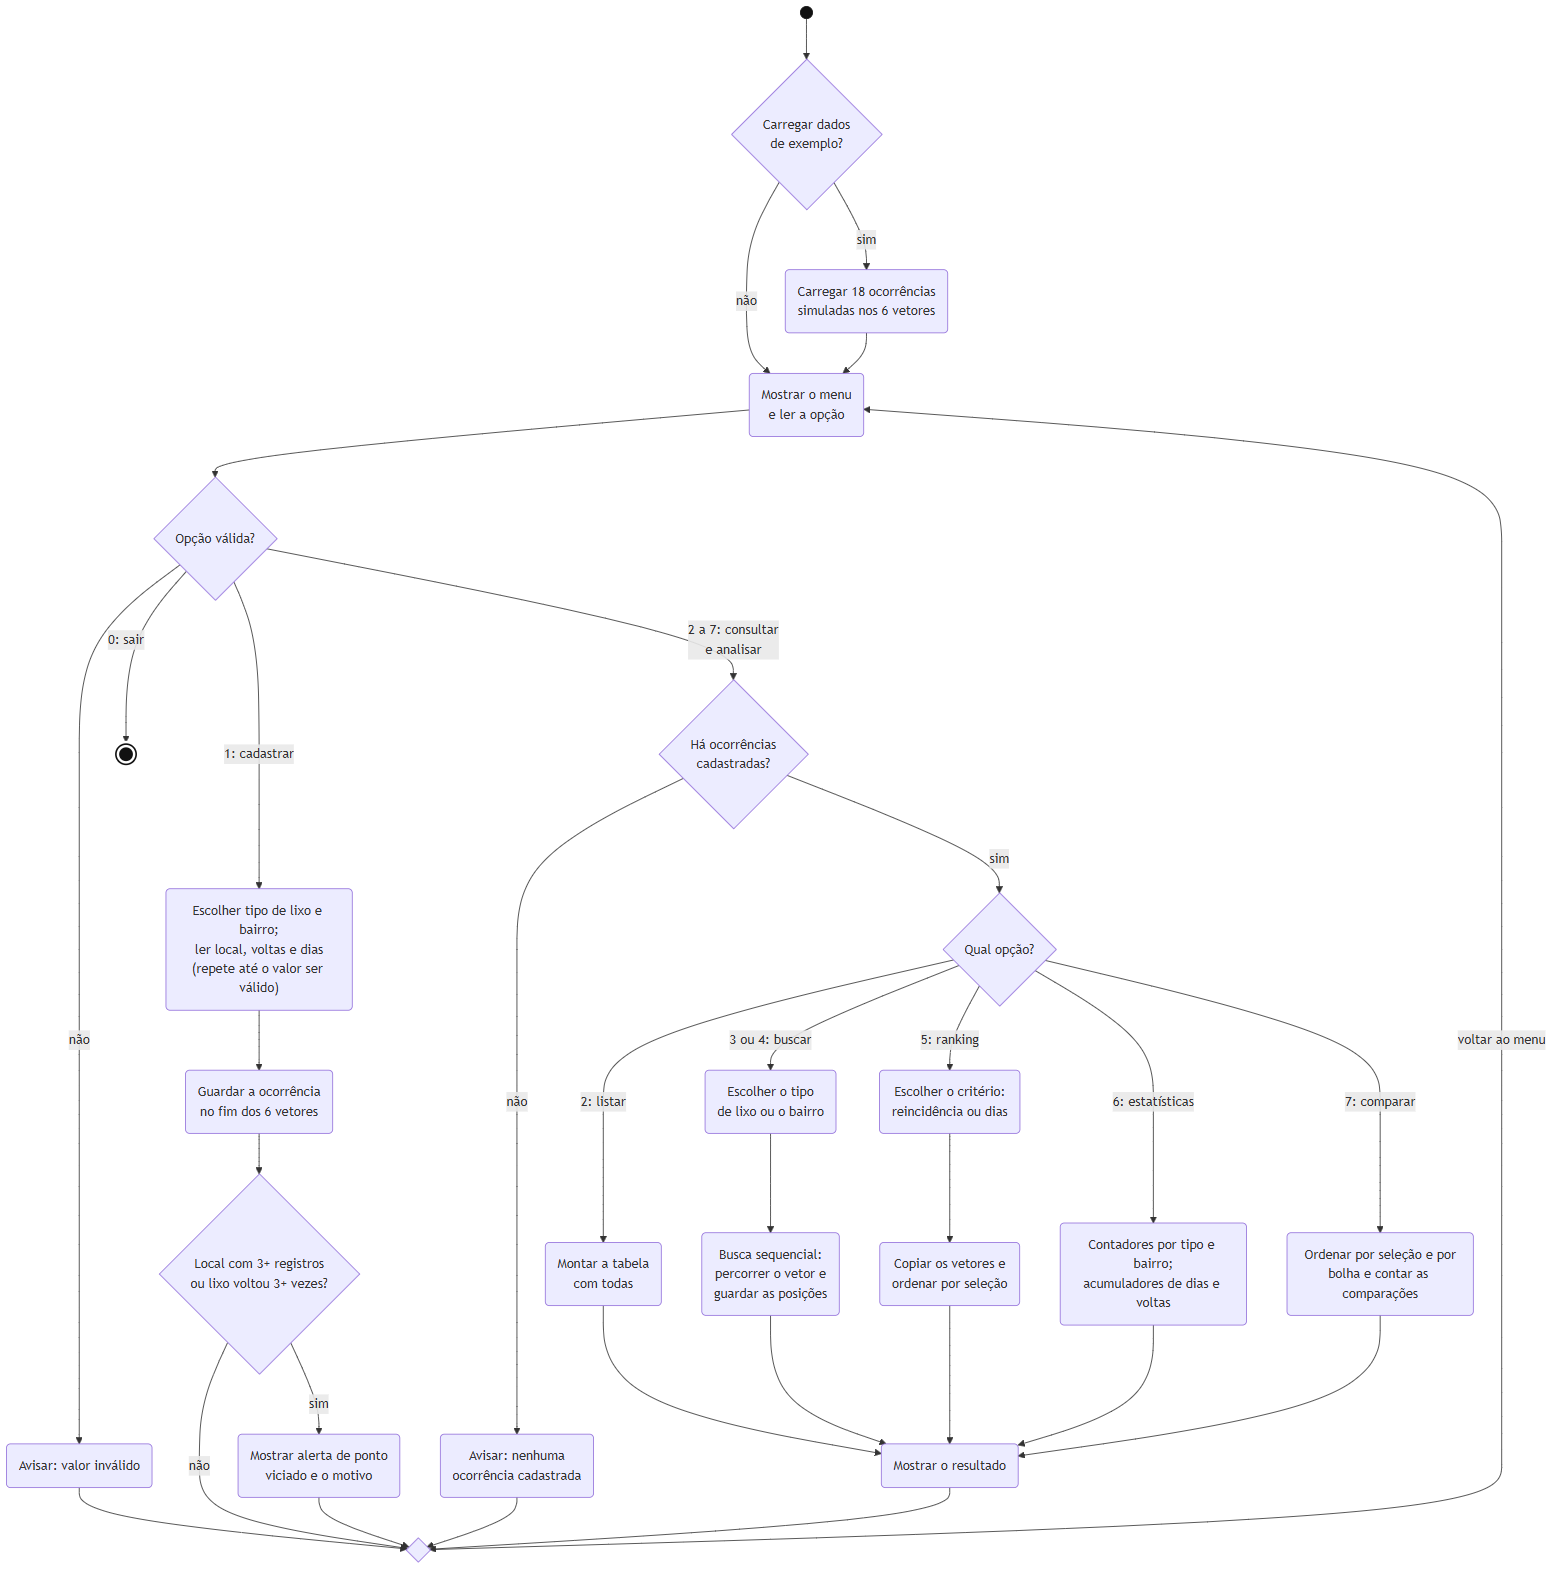 Carregar dados
de exemplo?
sim
não
Carregar 18 ocorrências
simuladas nos 6 vetores
Mostrar o menu
e ler a opção
Opção válida?
0: sair
2 a 7: consultar
e analisar
1: cadastrar
Há ocorrências
cadastradas?
sim
Escolher tipo de lixo e
bairro;
ler local, voltas e dias
(repete até o valor ser
válido)
Qual opção?
não
3 ou 4: buscar
5: ranking
voltar ao menu
Guardar a ocorrência
no fim dos 6 vetores
não
2: listar
Escolher o tipo
de lixo ou o bairro
Escolher o critério:
reincidência ou dias
6: estatísticas
7: comparar
Local com 3+ registros
ou lixo voltou 3+ vezes?
Montar a tabela
com todas
Busca sequencial:
percorrer o vetor e
guardar as posições
Copiar os vetores e
ordenar por seleção
Contadores por tipo e
bairro;
acumuladores de dias e
voltas
Ordenar por seleção e por
bolha e contar as
comparações
sim
Avisar: valor inválido
não
Mostrar alerta de ponto
viciado e o motivo
Avisar: nenhuma
ocorrência cadastrada
Mostrar o resultado